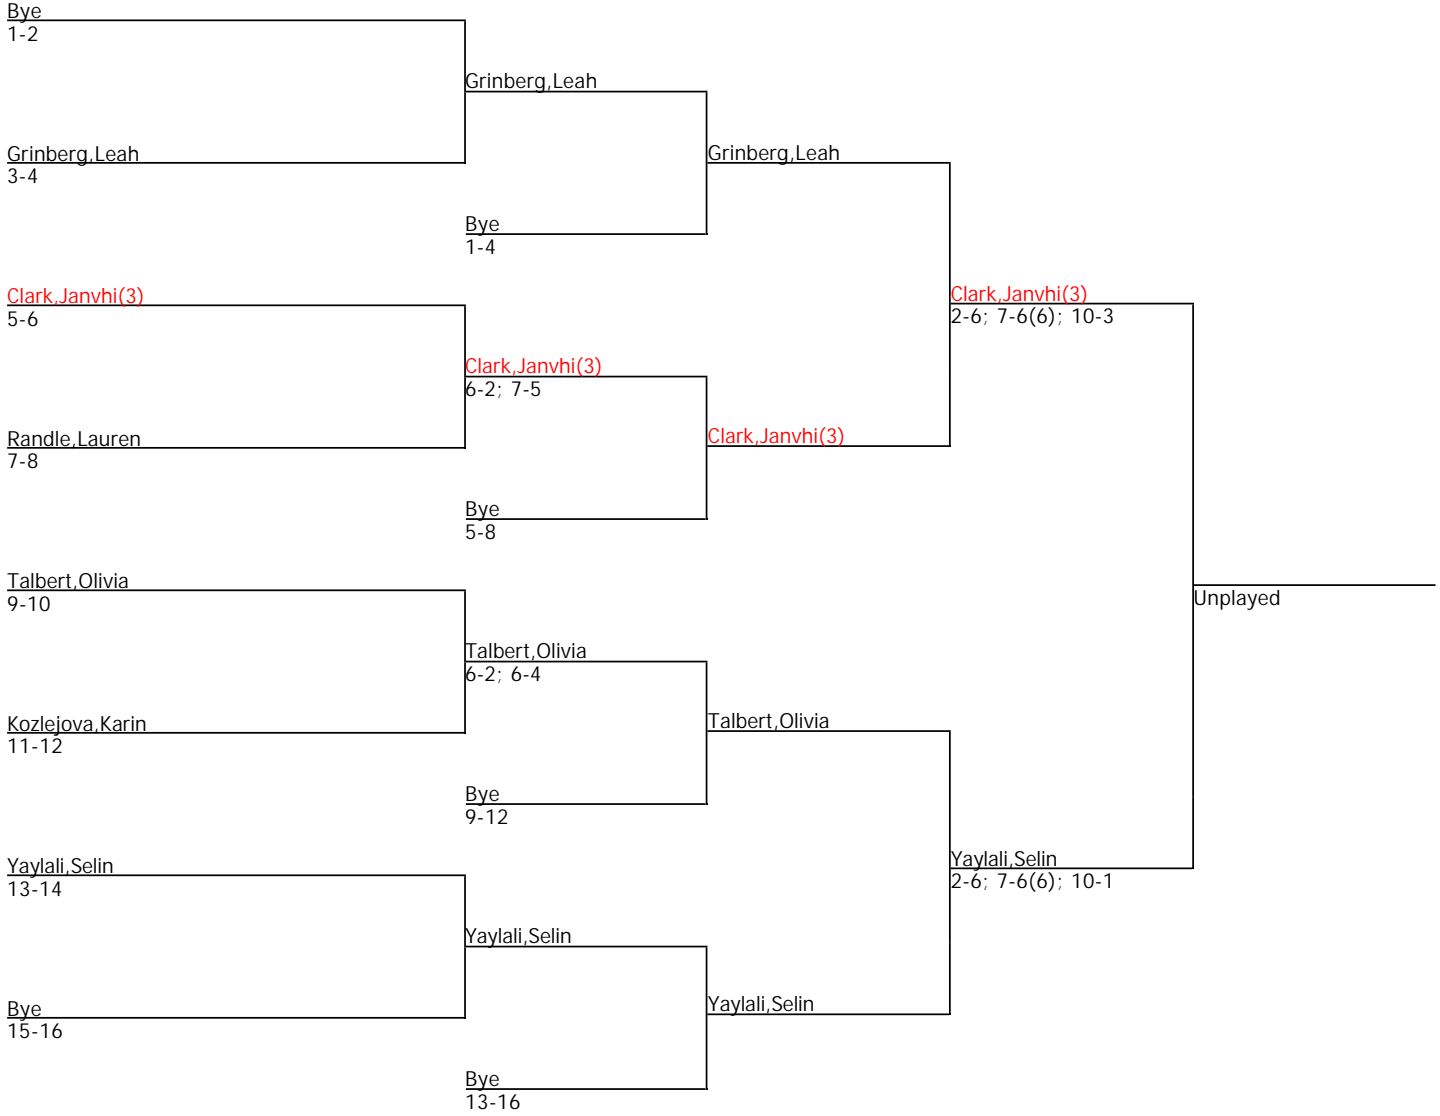 Bye
1-2
Grinberg,Leah
Grinberg,Leah
3-4
Grinberg,Leah
Bye
1-4
Clark,Janvhi(3)
5-6
Clark,Janvhi(3)
2-6; 7-6(6); 10-3
Clark,Janvhi(3)
6-2; 7-5
Randle,Lauren
7-8
Clark,Janvhi(3)
Bye
5-8
Talbert,Olivia
9-10
Unplayed
Talbert,Olivia
6-2; 6-4
Kozlejova,Karin
11-12
Talbert,Olivia
Bye
9-12
Yaylali,Selin
13-14
Yaylali,Selin
2-6; 7-6(6); 10-1
Yaylali,Selin
Bye
15-16
Yaylali,Selin
Bye
13-16